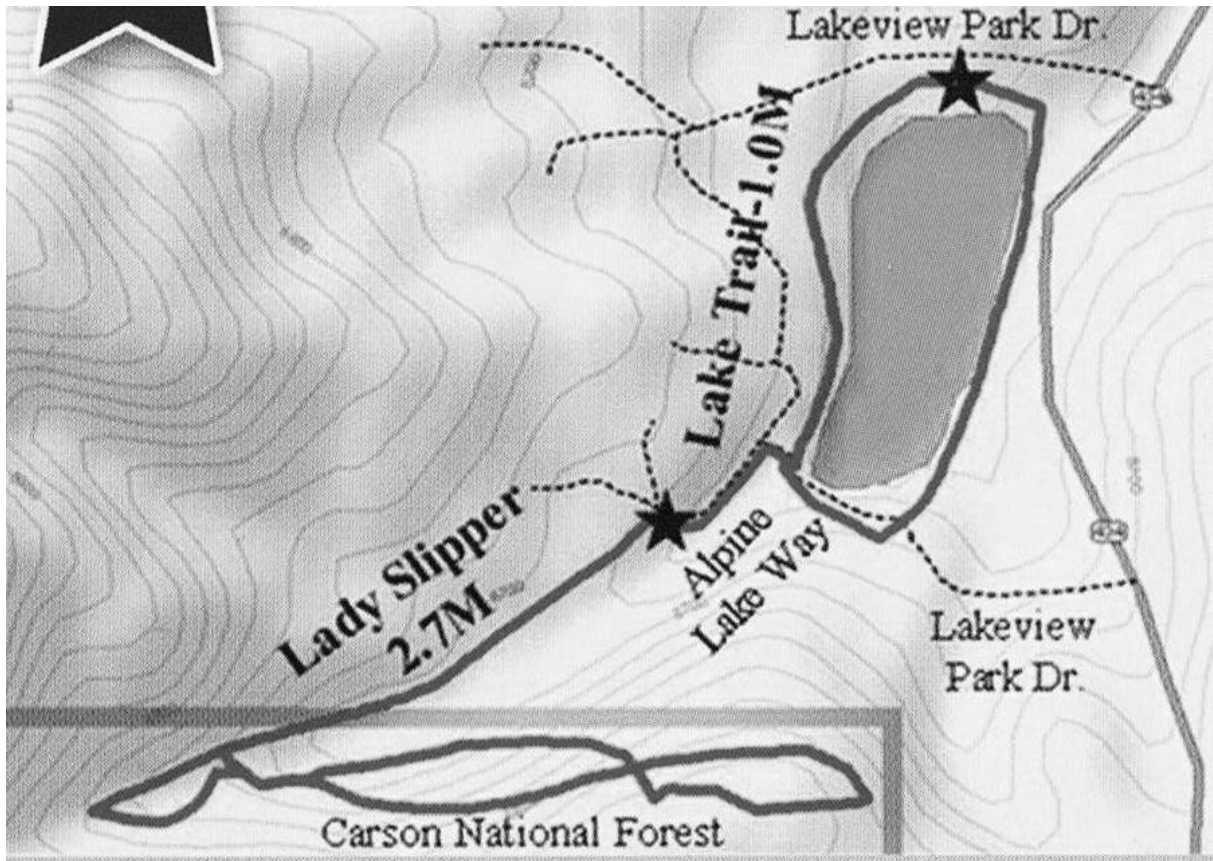 Lakeview Park Dr.
Lake Trail-1.0M
Lady Slipper
2.7M
Alpine
Lake Way
Lakeview
Park Dr.
Carson National Forest